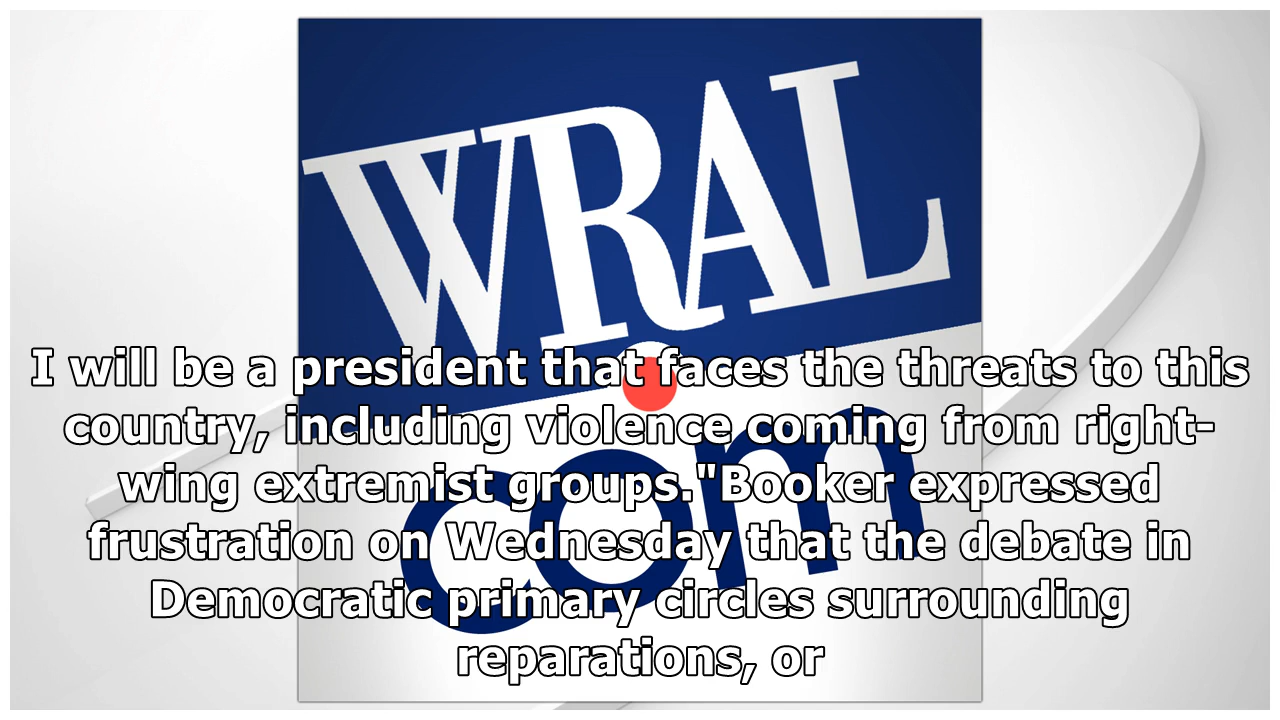 WRAL
com
I will be a president that faces the threats to this
country, including violence coming from right-
wing extremist groups."Booker expressed
frustration on Wednesday that the debate in
Democratic primary circles surrounding
reparations, or